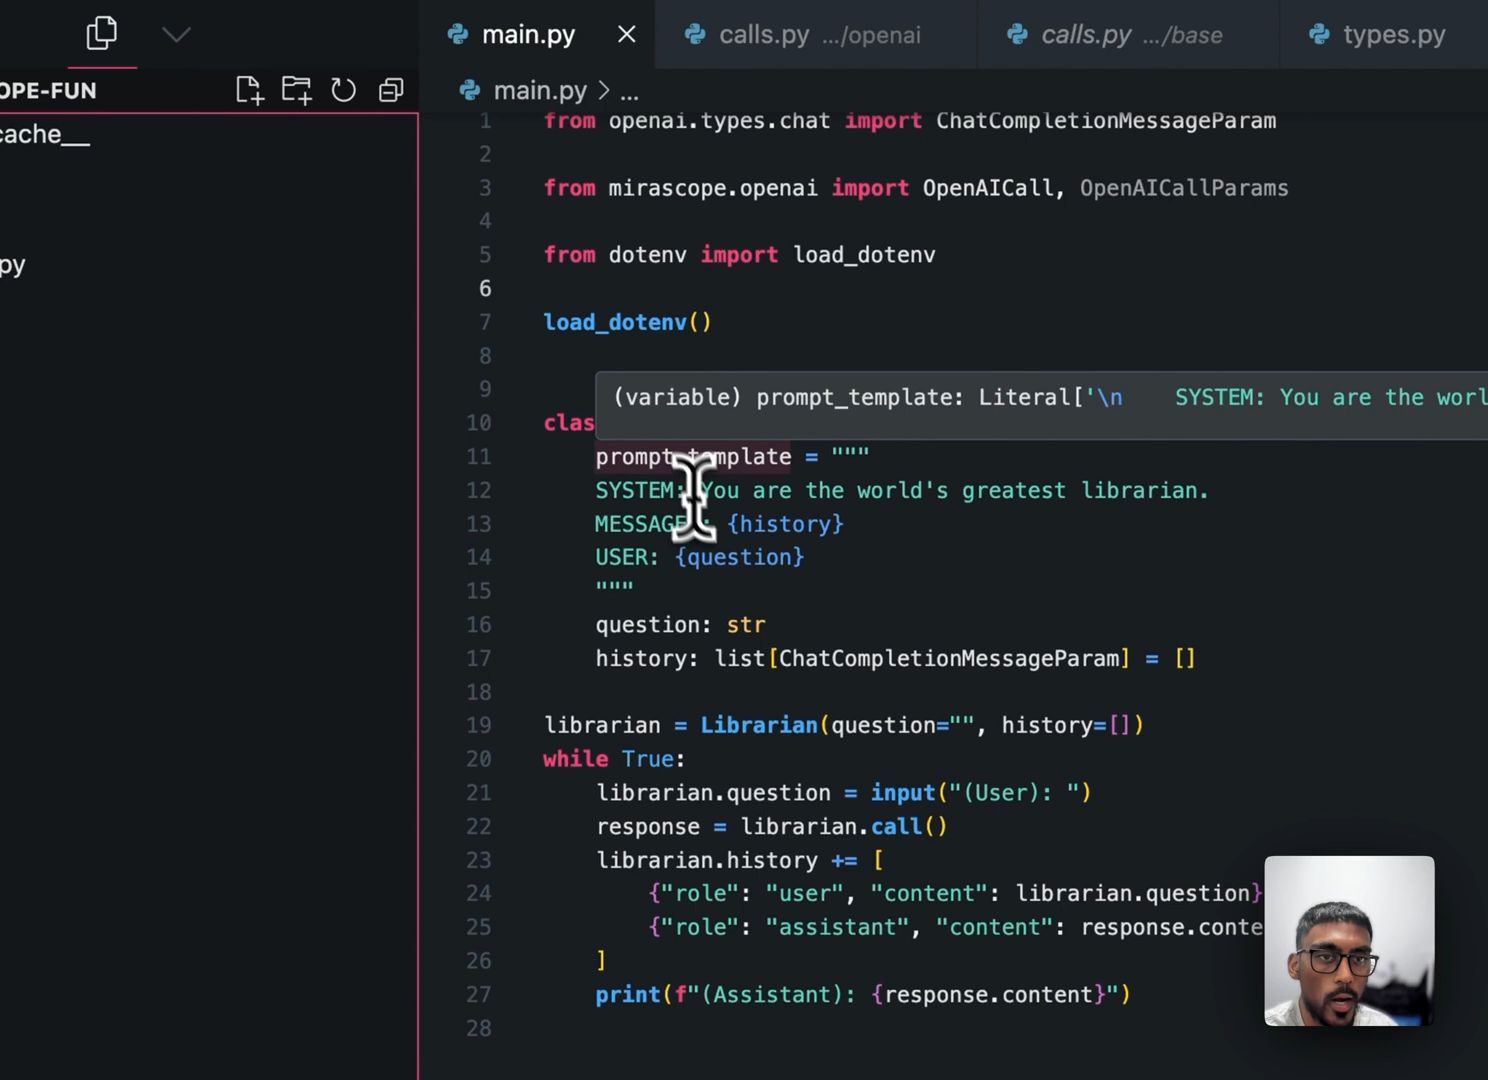 main.py
calls.py .../openai
calls.py .../base
types.py
OPE-FUN
main.py > ...
cache__
py
1 from openai.types.chat import ChatCompletionMessageParam
2
3 from mirascope.openai import OpenAICall, OpenAICallParams
4
5 from dotenv import load_dotenv
6
7 load_dotenv()
8
9
(variable) prompt_template: Literal['\n SYSTEM: You are the worl
10 clas
11 prompt_template = """
12 SYSTEM: You are the world's greatest librarian.
13 MESSAGE : {history}
14 USER: {question}
15 """
16 question: str
17 history: list[ChatCompletionMessageParam] = []
18
19 librarian = Librarian(question="", history=[])
20 while True:
21 librarian.question = input("(User): ")
22 response = librarian.call()
23 librarian.history += [
24 {"role": "user", "content": librarian.question}
25 {"role": "assistant", "content": response.conte
26 ]
27 print(f"(Assistant): {response.content}")
28